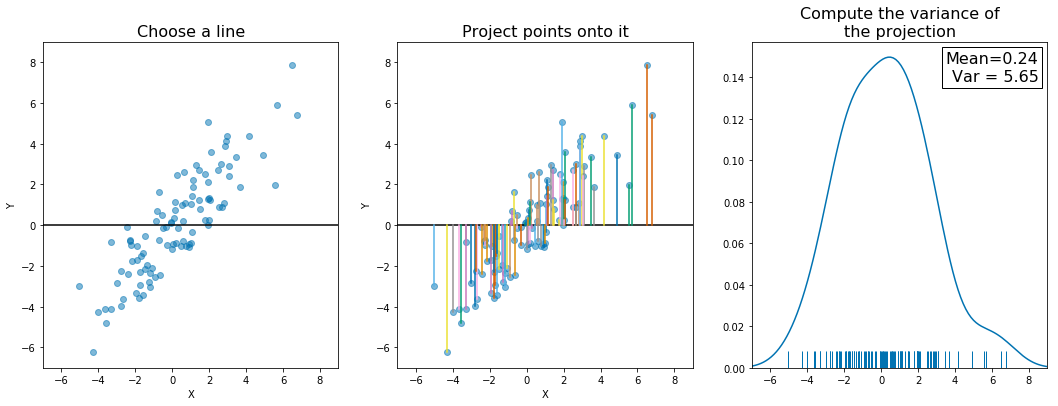 Choose a line
8
6
4
2
0
−2
−4
−6
Y
−6 −4 −2 0 2 4 6 8
X
Project points onto it
8
6
4
2
0
−2
−4
−6
Y
−6 −4 −2 0 2 4 6 8
X
Compute the variance of
the projection
Mean=0.24
Var = 5.65
0.14
0.12
0.10
0.08
0.06
0.04
0.02
0.00
−6 −4 −2 0 2 4 6 8